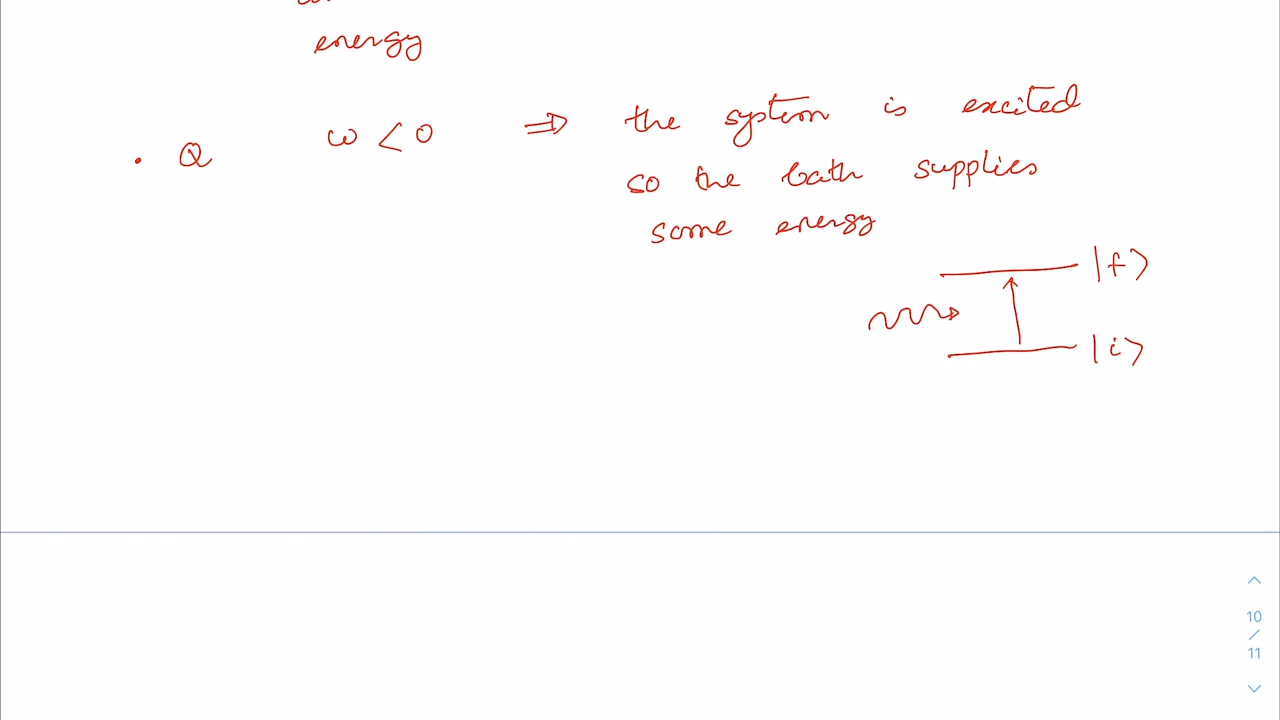 energy
• Q ω < 0 ⇒ the system is excited
so the bath supplies
some energy
|f⟩
|i⟩
10
/
11